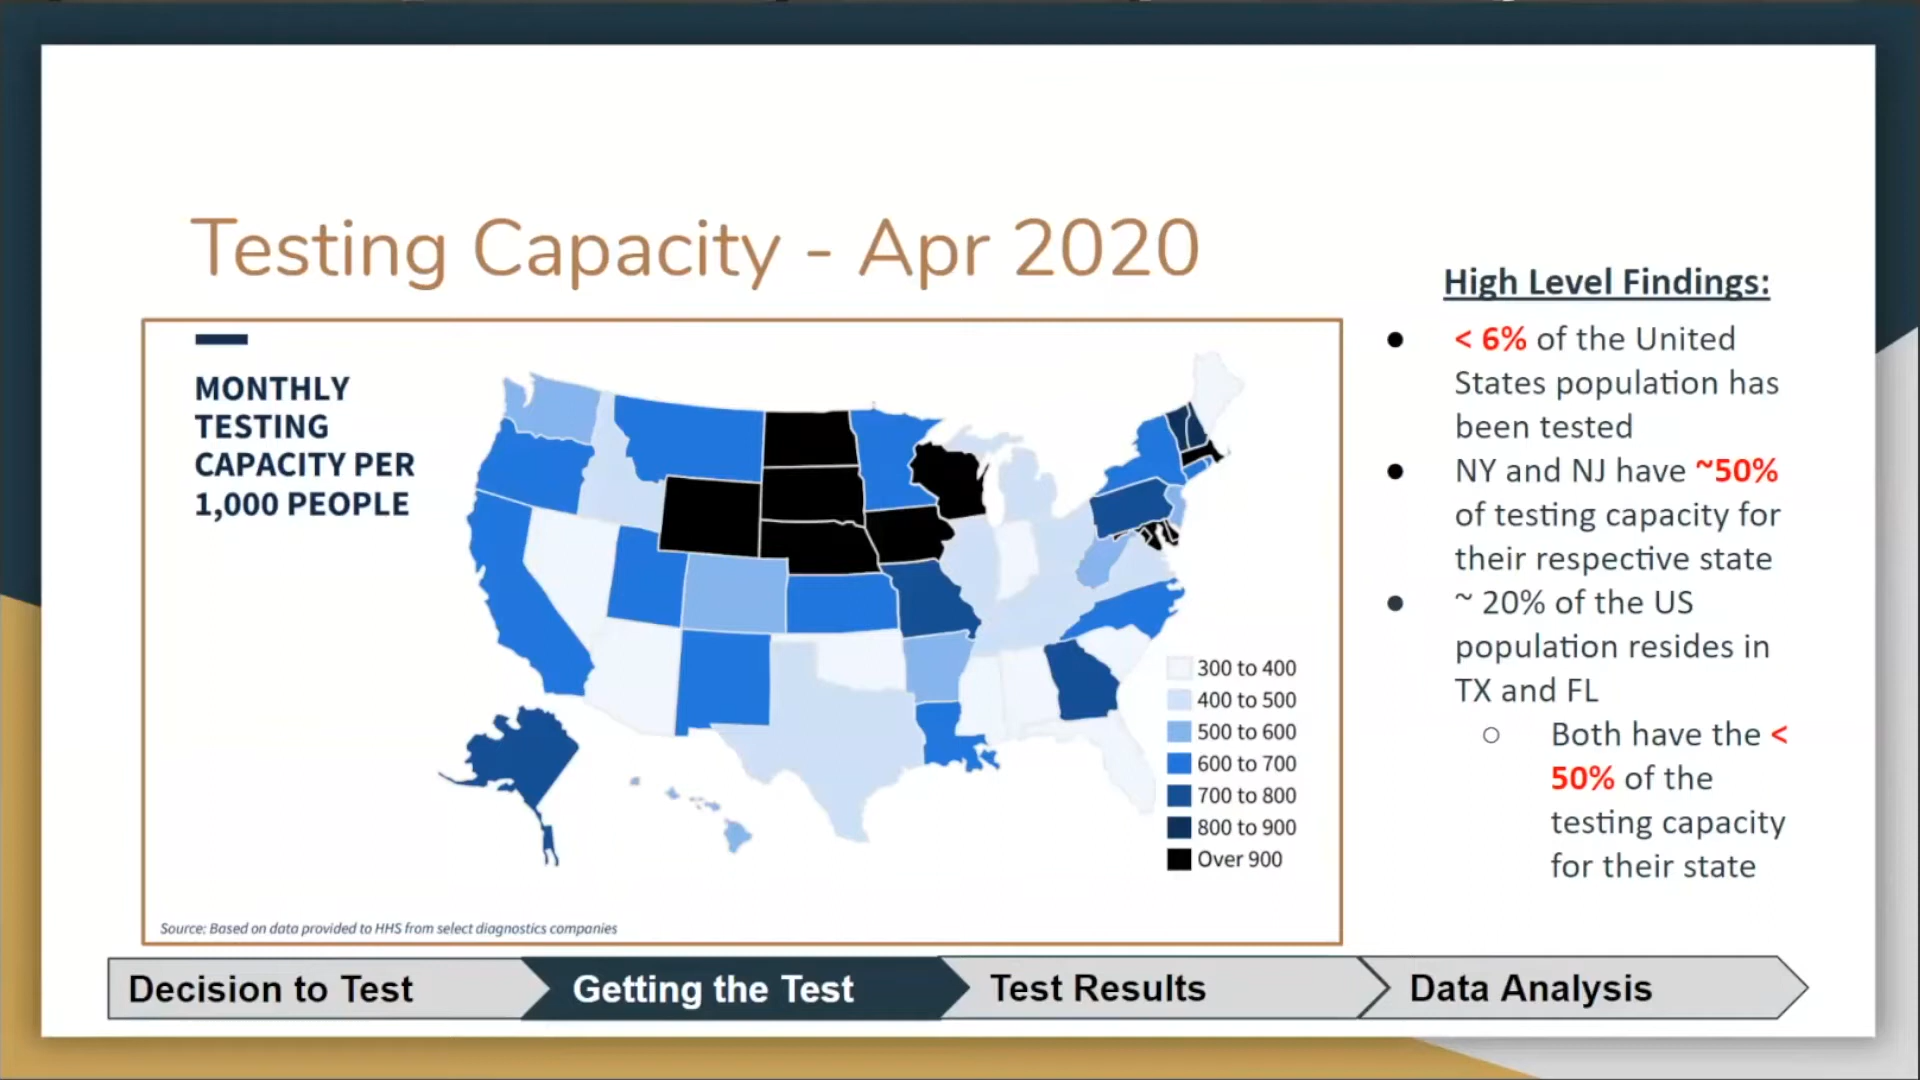 Testing Capacity - Apr 2020
MONTHLY
TESTING
CAPACITY PER
1,000 PEOPLE
300 to 400
400 to 500
500 to 600
600 to 700
700 to 800
800 to 900
Over 900
Source: Based on data provided to HHS from select diagnostics companies
High Level Findings:
● < 6% of the United
States population has
been tested
● NY and NJ have ~50%
of testing capacity for
their respective state
● ~ 20% of the US
population resides in
TX and FL
○ Both have the <
50% of the
testing capacity
for their state
Decision to Test
Getting the Test
Test Results
Data Analysis